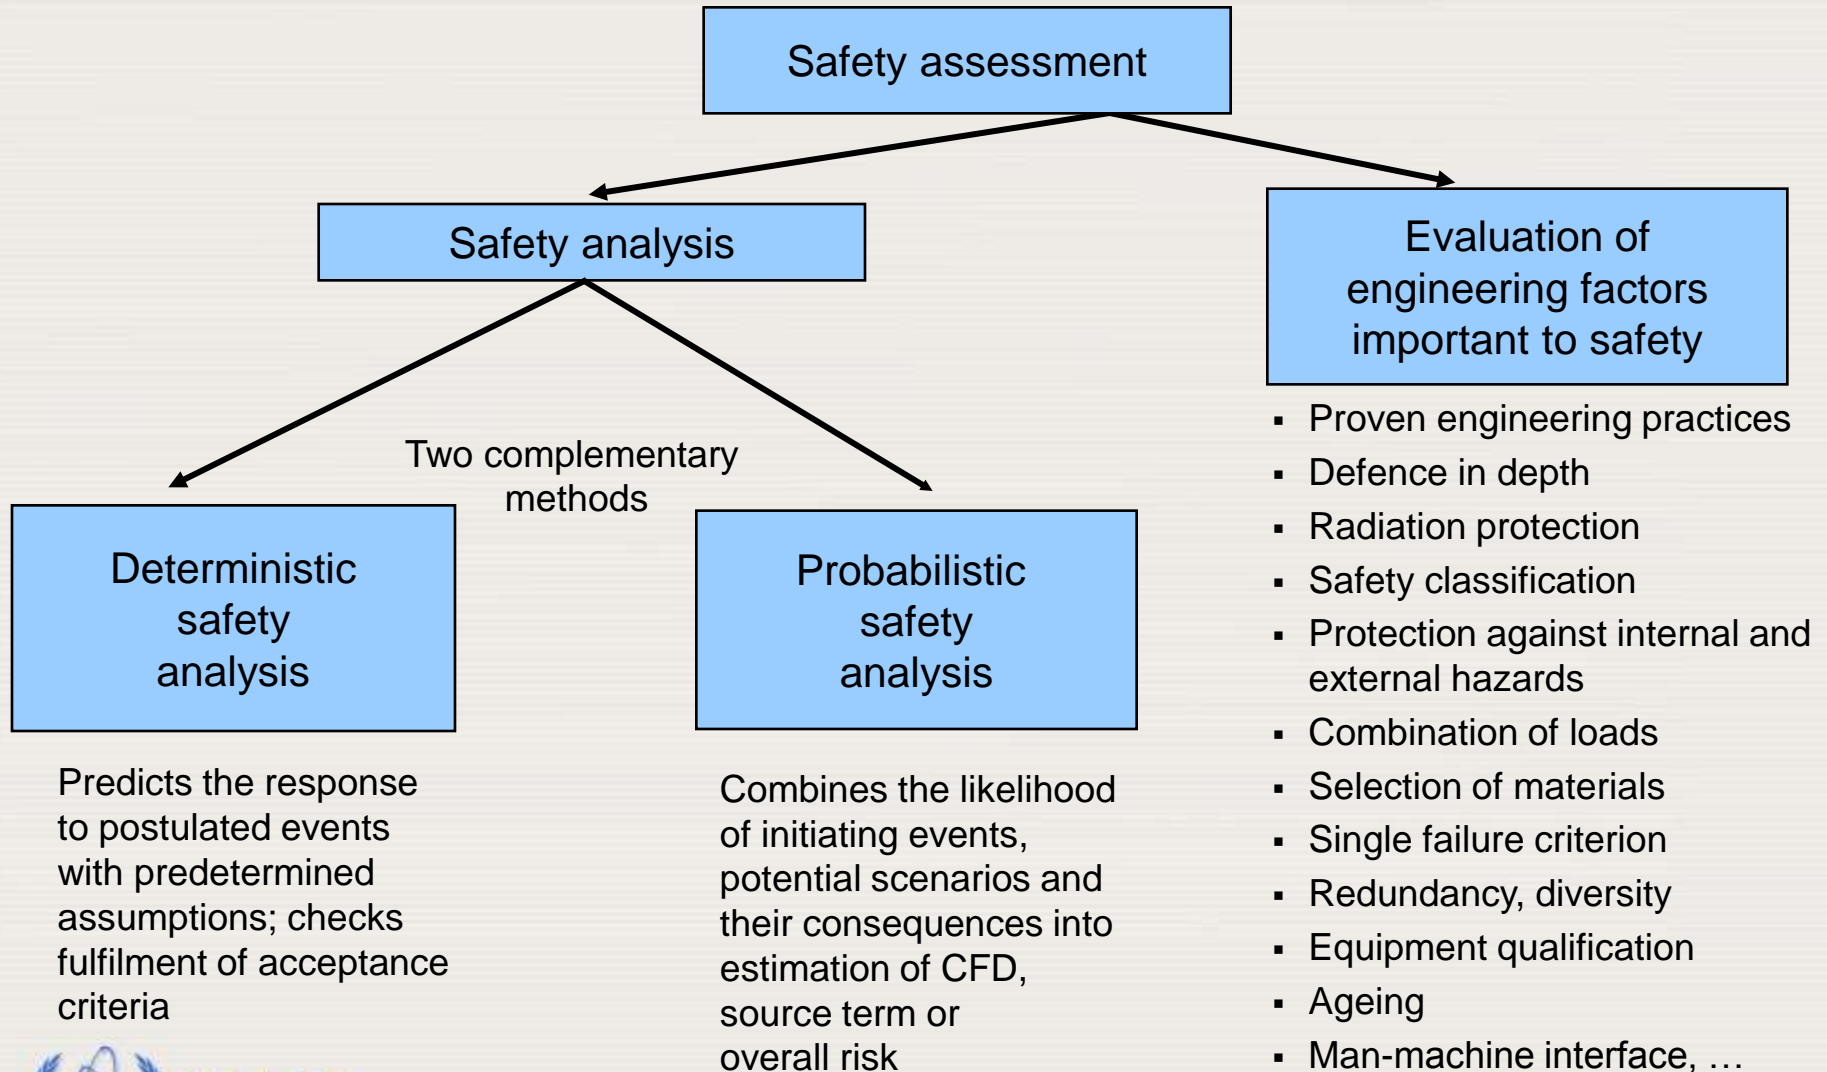 Safety assessment
Safety analysis
Evaluation of
engineering factors
important to safety
Two complementary
methods
Deterministic
safety
analysis
Probabilistic
safety
analysis
Predicts the response
to postulated events
with predetermined
assumptions; checks
fulfilment of acceptance
criteria
Combines the likelihood
of initiating events,
potential scenarios and
their consequences into
estimation of CFD,
source term or
overall risk
▪ Proven engineering practices
▪ Defence in depth
▪ Radiation protection
▪ Safety classification
▪ Protection against internal and
external hazards
▪ Combination of loads
▪ Selection of materials
▪ Single failure criterion
▪ Redundancy, diversity
▪ Equipment qualification
▪ Ageing
▪ Man-machine interface, …